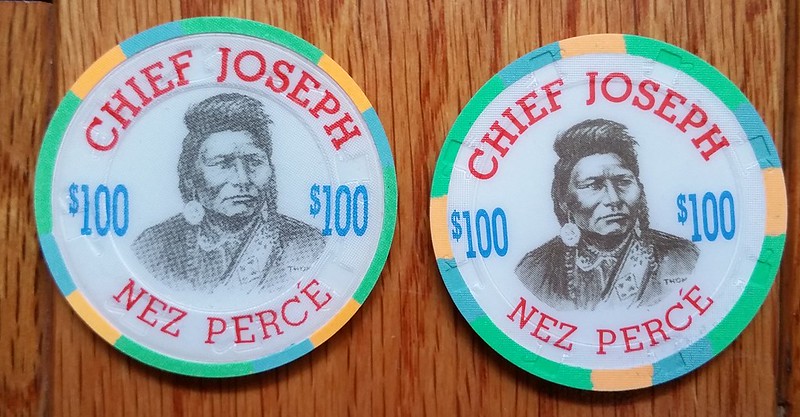 CHIEF JOSEPH
$100 $100
NEZ PERCÉ
CHIEF JOSEPH
$100 $100
NEZ PERCÉ